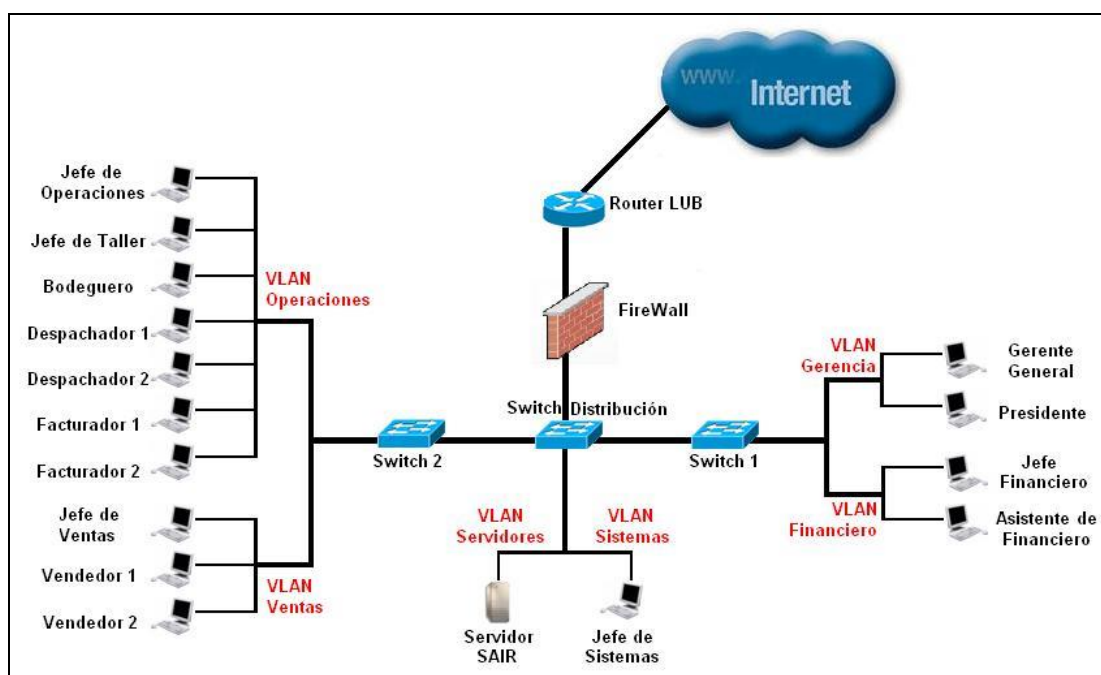 www.
Internet
Router LUB
FireWall
Switch Distribución
Switch 2
Switch 1
Jefe de
Operaciones
Jefe de Taller
Bodeguero
Despachador 1
Despachador 2
Facturador 1
Facturador 2
VLAN
Operaciones
Jefe de
Ventas
Vendedor 1
Vendedor 2
VLAN
Ventas
VLAN
Servidores
VLAN
Sistemas
Servidor
SAIR
Jefe de
Sistemas
VLAN
Gerencia
Gerente
General
Presidente
VLAN
Financiero
Jefe
Financiero
Asistente de
Financiero